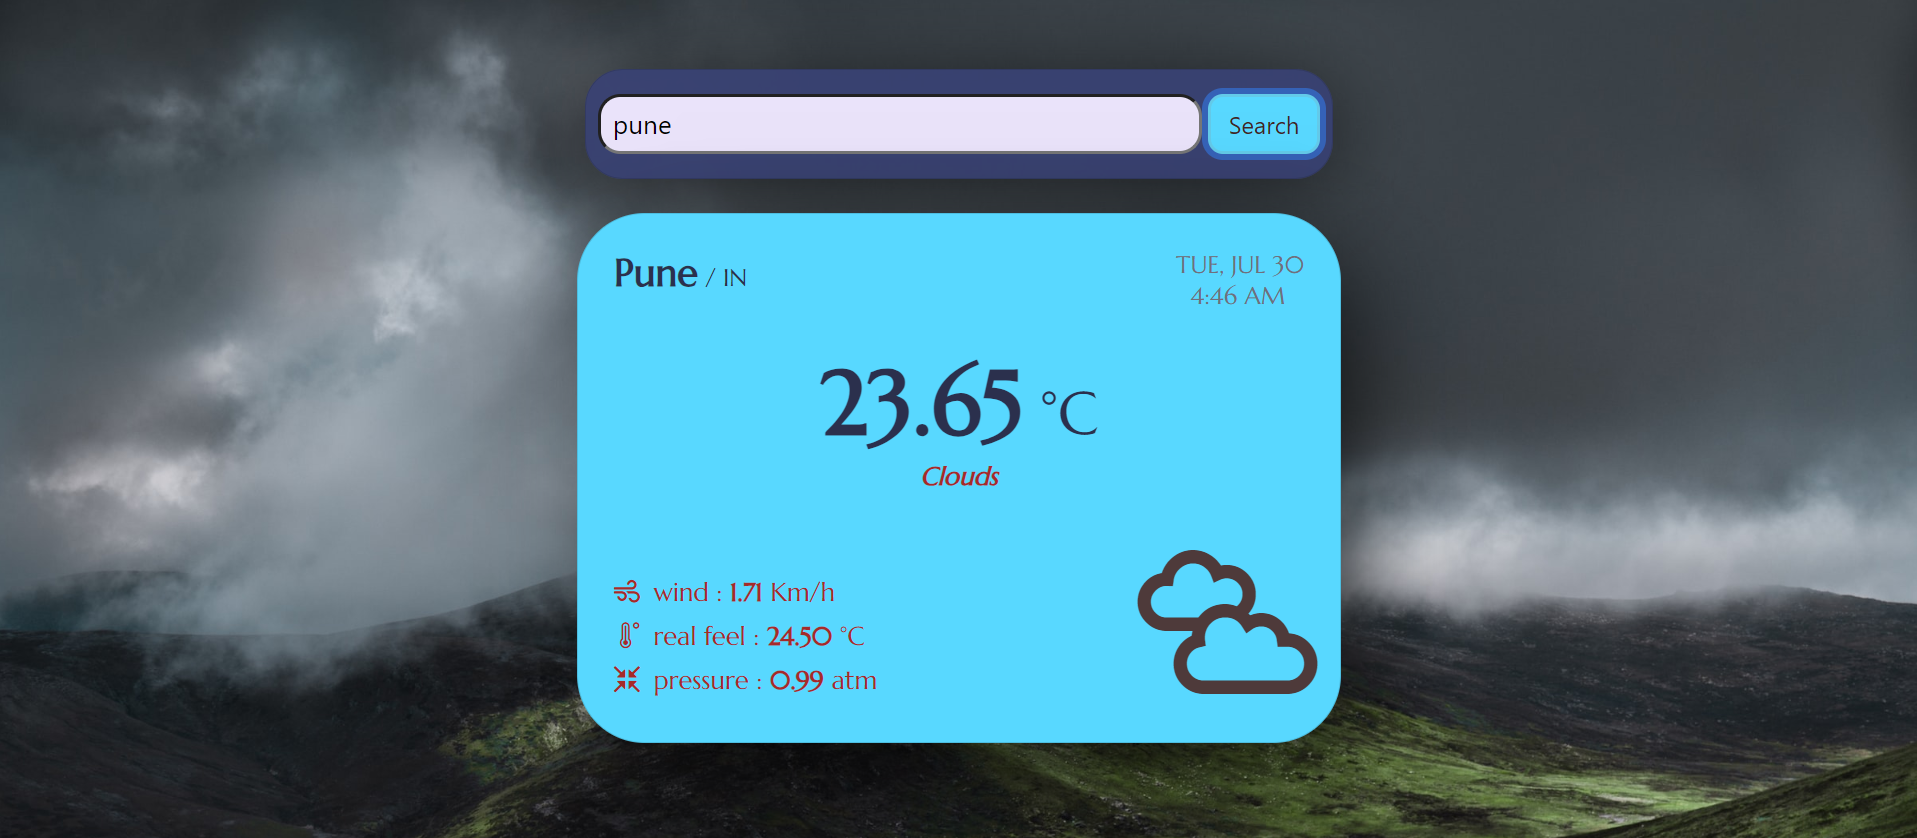 pune
Search
Pune / IN
TUE, JUL 30
4:46 AM
23.65 °C
Clouds
wind : 1.71 Km/h
real feel : 24.50 °C
pressure : 0.99 atm